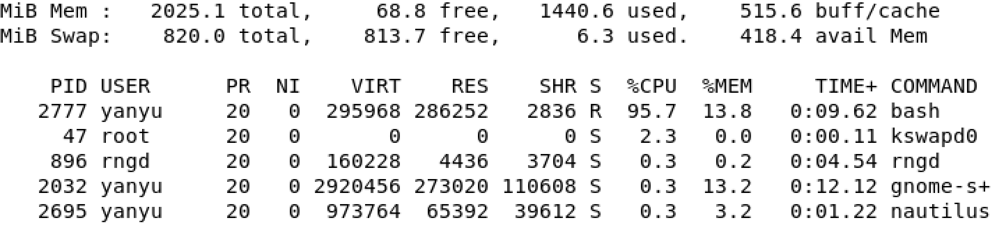 MiB Mem :   2025.1 total,     68.8 free,   1440.6 used,    515.6 buff/cache
MiB Swap:    820.0 total,    813.7 free,      6.3 used.    418.4 avail Mem
    PID USER      PR  NI    VIRT    RES    SHR S  %CPU  %MEM     TIME+ COMMAND
   2777 yanyu     20   0  295968 286252   2836 R  95.7  13.8   0:09.62 bash
     47 root      20   0       0      0      0 S   2.3   0.0   0:00.11 kswapd0
    896 rngd      20   0  160228   4436   3704 S   0.3   0.2   0:04.54 rngd
   2032 yanyu     20   0 2920456 273020 110608 S   0.3  13.2   0:12.12 gnome-s+
   2695 yanyu     20   0  973764  65392  39612 S   0.3   3.2   0:01.22 nautilus